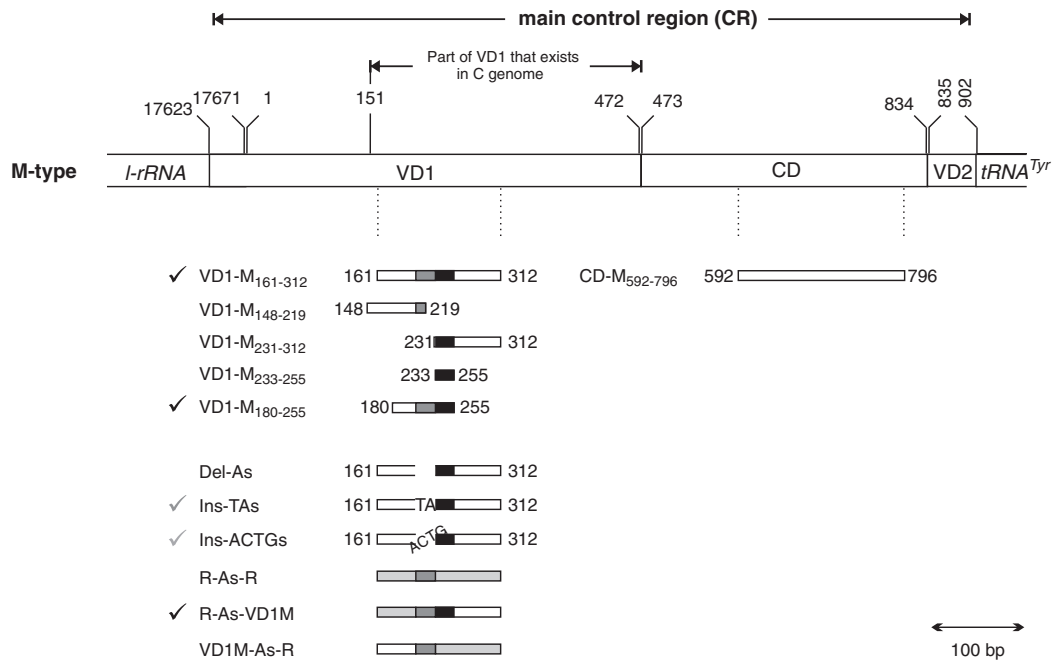 main control region (CR)
Part of VD1 that exists
in C genome
17623 17671 1 151 472 473 834 835 902
M-type l-rRNA VD1 CD VD2 tRNATyr
✓ VD1-M161-312 161 312 CD-M592-796 592 796
VD1-M148-219 148 219
VD1-M231-312 231 312
VD1-M233-255 233 255
✓ VD1-M180-255 180 255
Del-As 161 312
✓ Ins-TAs 161 TA 312
✓ Ins-ACTGs 161 ACTG 312
R-As-R
✓ R-As-VD1M
VD1M-As-R
100 bp